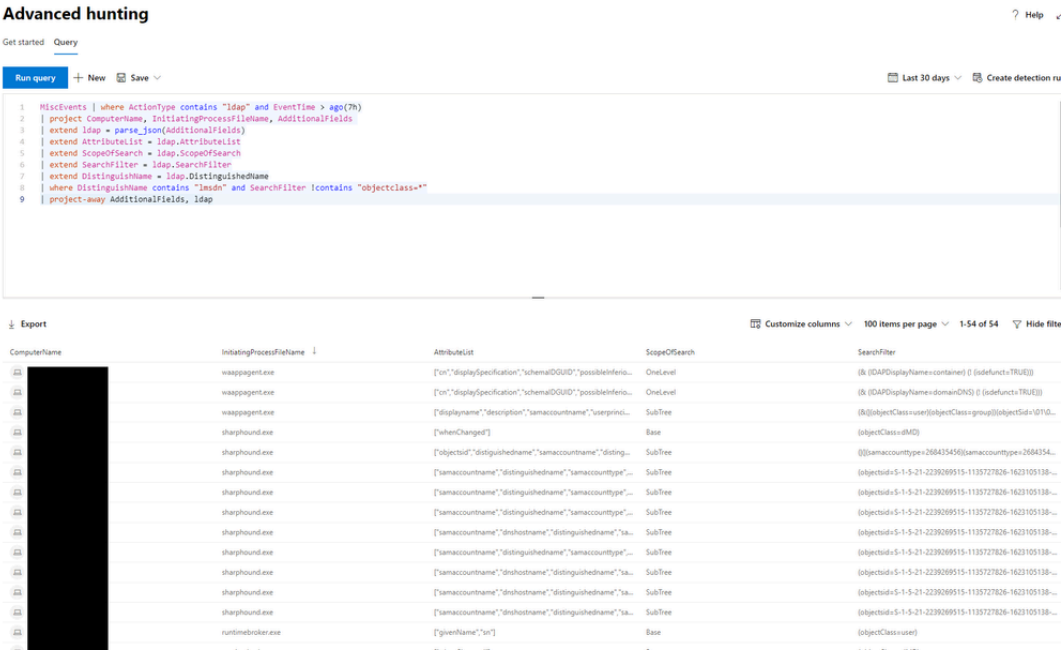 Advanced hunting
? Help
Get started Query
Run query + New Save Last 30 days Create detection ru
1 MiscEvents | where ActionType contains "ldap" and EventTime > ago(7h)
2 | project ComputerName, InitiatingProcessFileName, AdditionalFields
3 | extend ldap = parse_json(AdditionalFields)
4 | extend AttributeList = ldap.AttributeList
5 | extend ScopeOfSearch = ldap.ScopeOfSearch
6 | extend SearchFilter = ldap.SearchFilter
7 | extend DistinguishName = ldap.DistinguishedName
8 | where DistinguishName contains "lmsdn" and SearchFilter !contains "objectclass=*"
9 | project-away AdditionalFields, ldap
Export Customize columns 100 items per page 1-54 of 54 Hide filte
ComputerName InitiatingProcessFileName ↓ AttributeList ScopeOfSearch SearchFilter
waappagent.exe ["cn","displaySpecification","schemaIDGUID","possibleInferio... OneLevel (& (lDAPDisplayName=container) (! (isdefunct=TRUE)))
waappagent.exe ["cn","displaySpecification","schemaIDGUID","possibleInferio... OneLevel (& (lDAPDisplayName=domainDNS) (! (isdefunct=TRUE)))
waappagent.exe ["displayname","description","samaccountname","userprinci... SubTree (&(|(objectClass=user)(objectClass=group))(objectSid=\01\0...
sharphound.exe ["whenChanged"] Base (objectClass=dMD)
sharphound.exe ["objectsid","distiguishedname","samaccountname","disting... SubTree (|(|(samaccounttype=268435456)(samaccounttype=2684354...
sharphound.exe ["samaccountname","distinguishedname","samaccounttype",... SubTree (objectsid=S-1-5-21-2239269515-1135727826-1623105138-...
sharphound.exe ["samaccountname","distinguishedname","samaccounttype",... SubTree (objectsid=S-1-5-21-2239269515-1135727826-1623105138-...
sharphound.exe ["samaccountname","distinguishedname","samaccounttype",... SubTree (objectsid=S-1-5-21-2239269515-1135727826-1623105138-...
sharphound.exe ["samaccountname","dnshostname","distinguishedname","sa... SubTree (objectsid=S-1-5-21-2239269515-1135727826-1623105138-...
sharphound.exe ["samaccountname","distinguishedname","samaccounttype",... SubTree (objectsid=S-1-5-21-2239269515-1135727826-1623105138-...
sharphound.exe ["samaccountname","dnshostname","distinguishedname","sa... SubTree (objectsid=S-1-5-21-2239269515-1135727826-1623105138-...
sharphound.exe ["samaccountname","dnshostname","distinguishedname","sa... SubTree (objectsid=S-1-5-21-2239269515-1135727826-1623105138-...
sharphound.exe ["samaccountname","dnshostname","distinguishedname","sa... SubTree (objectsid=S-1-5-21-2239269515-1135727826-1623105138-...
runtimebroker.exe ["givenName","sn"] Base (objectClass=user)